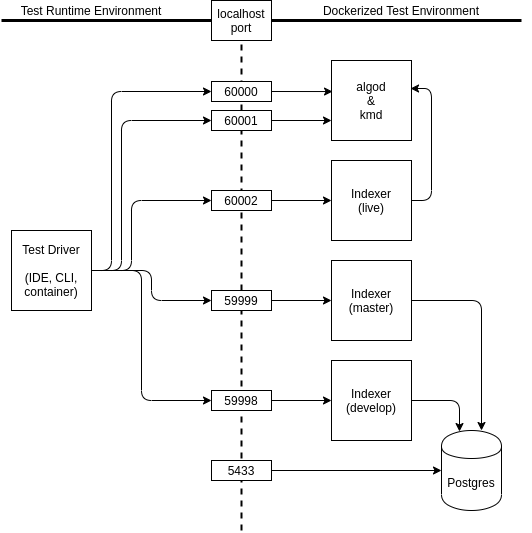 Test Runtime Environment
localhost
port
Dockerized Test Environment
60000
60001
algod
&
kmd
60002
Indexer
(live)
Test Driver
(IDE, CLI,
container)
59999
Indexer
(master)
59998
Indexer
(develop)
5433
Postgres